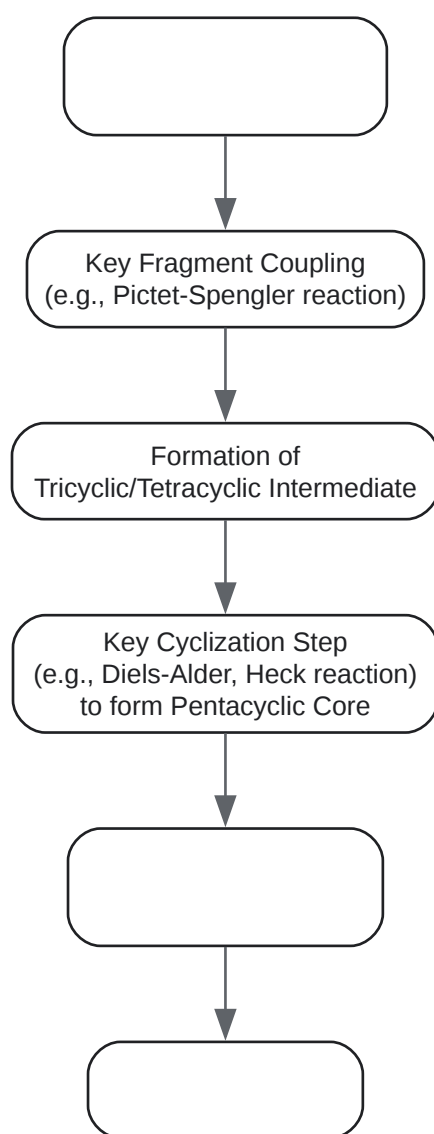 Key Fragment Coupling
(e.g., Pictet-Spengler reaction)
Formation of
Tricyclic/Tetracyclic Intermediate
Key Cyclization Step
(e.g., Diels-Alder, Heck reaction)
to form Pentacyclic Core